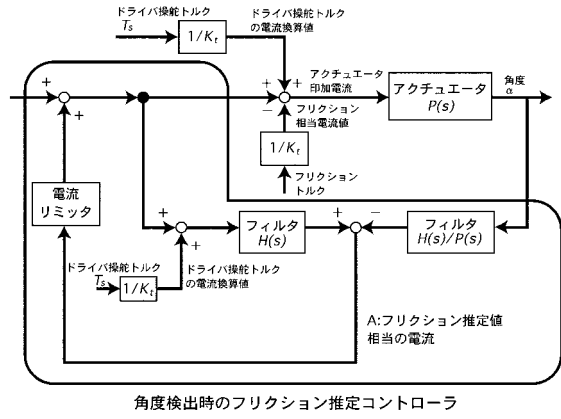 ドライバ操舵トルク
Ts
1/Kt
ドライバ操舵トルク
の電流換算値
+
+
+
+
−
アクチュエータ
印加電流
アクチュエータ
P(s)
角度
α
+
フリクション
相当電流値
1/Kt
フリクション
トルク
電流
リミッタ
+
+
フィルタ
H(s)
+
−
フィルタ
H(s)/P(s)
ドライバ操舵トルク
Ts
1/Kt
ドライバ操舵トルク
の電流換算値
A:フリクション推定値
相当の電流
角度検出時のフリクション推定コントローラ